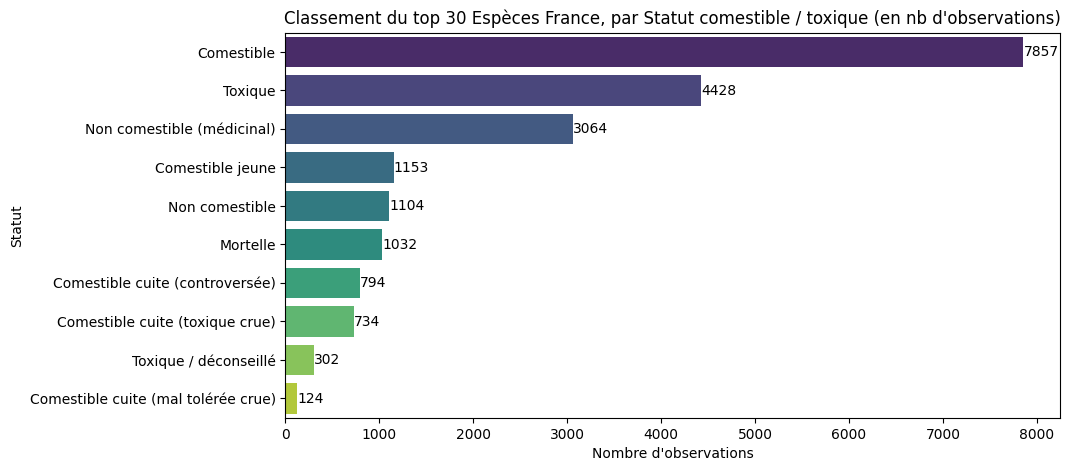 Classement du top 30 Espèces France, par Statut comestible / toxique (en nb d'observations)
Statut
Comestible 7857
Toxique 4428
Non comestible (médicinal) 3064
Comestible jeune 1153
Non comestible 1104
Mortelle 1032
Comestible cuite (controversée) 794
Comestible cuite (toxique crue) 734
Toxique / déconseillé 302
Comestible cuite (mal tolérée crue) 124
0 1000 2000 3000 4000 5000 6000 7000 8000
Nombre d'observations